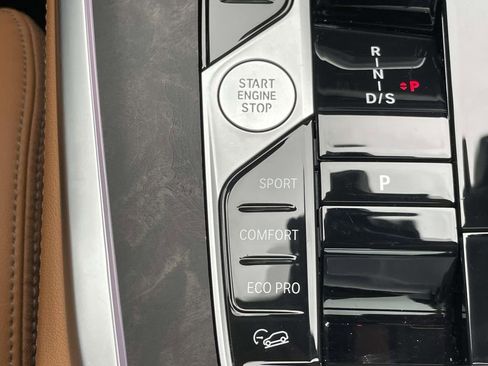 START
ENGINE
STOP
R
N
D/S
P
P
SPORT
COMFORT
ECO PRO